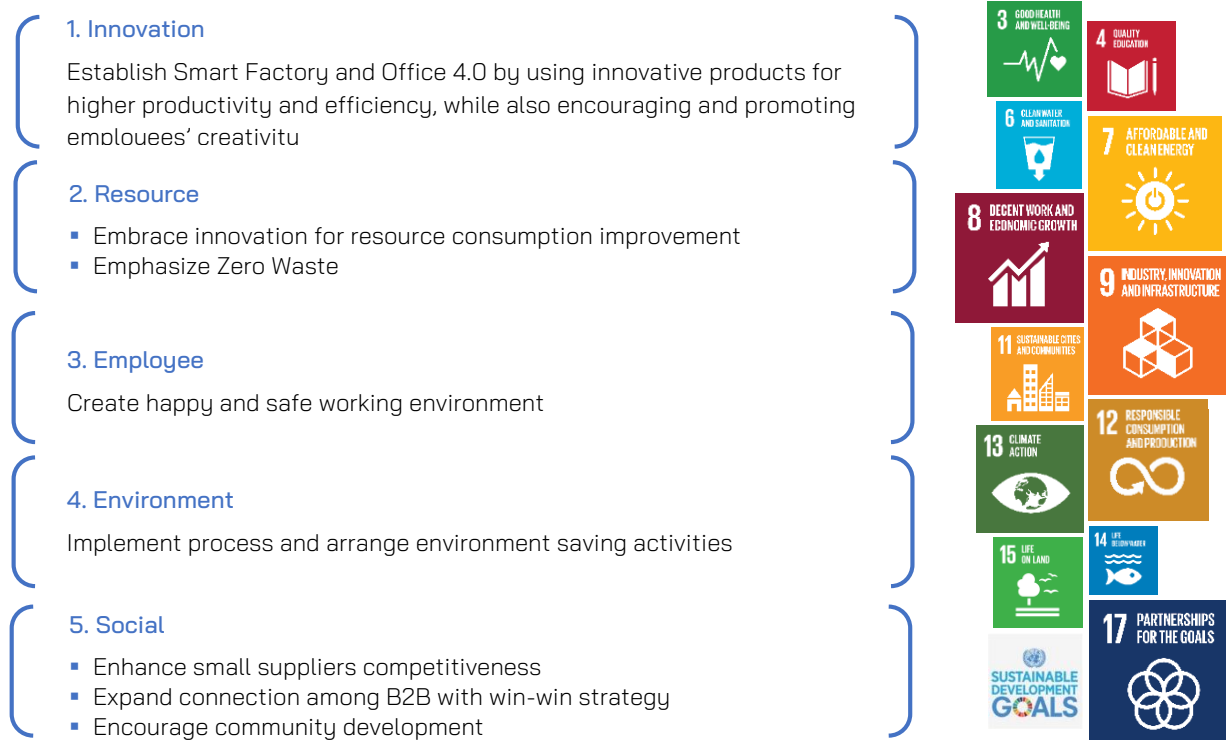 1. Innovation
Establish Smart Factory and Office 4.0 by using innovative products for
higher productivity and efficiency, while also encouraging and promoting
employees' creativity
2. Resource
▪ Embrace innovation for resource consumption improvement
▪ Emphasize Zero Waste
3. Employee
Create happy and safe working environment
4. Environment
Implement process and arrange environment saving activities
5. Social
▪ Enhance small suppliers competitiveness
▪ Expand connection among B2B with win-win strategy
▪ Encourage community development
3 GOOD HEALTH
AND WELL-BEING
4 QUALITY
EDUCATION
6 CLEAN WATER
AND SANITATION
7 AFFORDABLE AND
CLEAN ENERGY
8 DECENT WORK AND
ECONOMIC GROWTH
9 INDUSTRY, INNOVATION
AND INFRASTRUCTURE
11 SUSTAINABLE CITIES
AND COMMUNITIES
12 RESPONSIBLE
CONSUMPTION
AND PRODUCTION
13 CLIMATE
ACTION
14 LIFE
BELOW WATER
15 LIFE
ON LAND
17 PARTNERSHIPS
FOR THE GOALS
SUSTAINABLE
DEVELOPMENT
GOALS